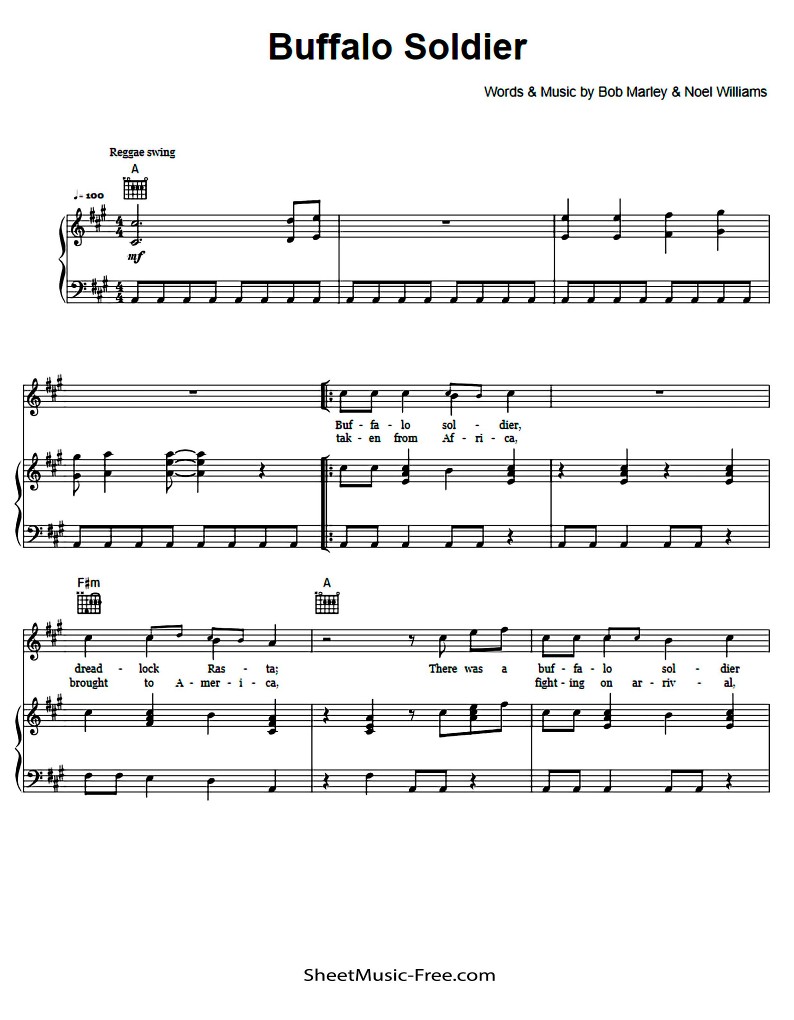 Buffalo Soldier
Words & Music by Bob Marley & Noel Williams
Reggae swing
A
♩= 100
mf
Buf - fa - lo sol - dier,
tak - en from Af - ri - ca,
F♯m A
dread - lock Ras - ta; There was a buf - fa - lo sol - dier
brought to A - mer - i - ca, fight - ing on ar - riv - al,
SheetMusic-Free.com